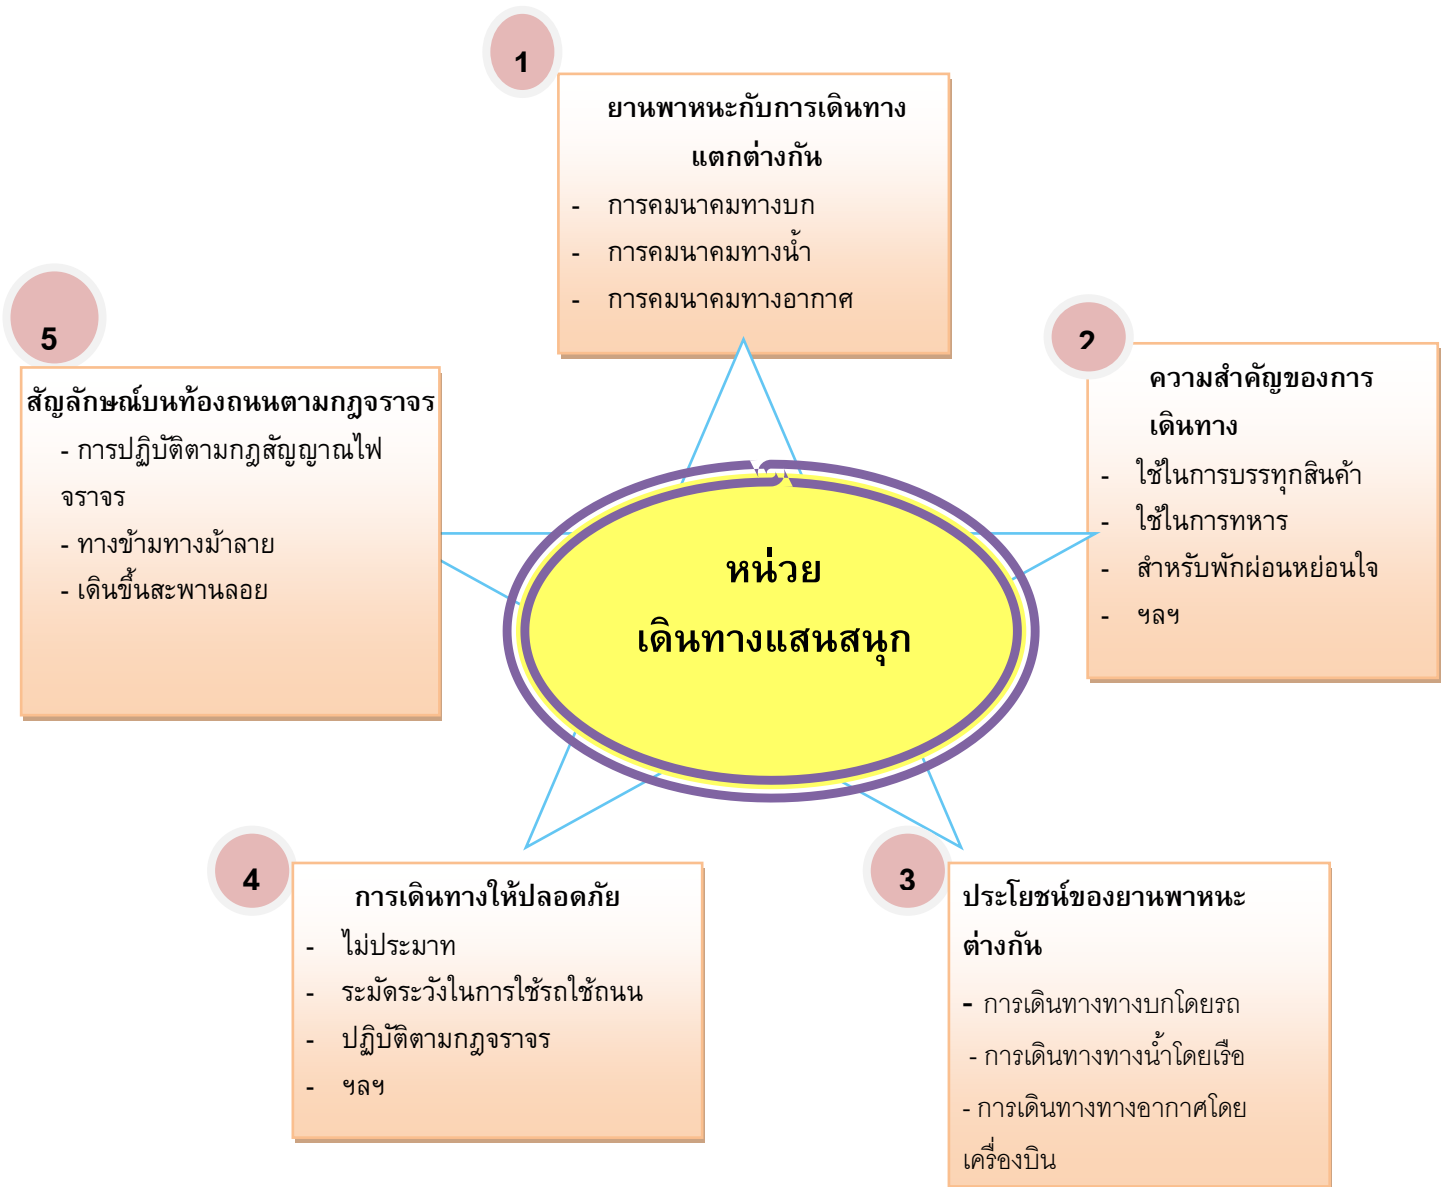 1
ยานพาหนะกับการเดินทาง
แตกต่างกัน
- การคมนาคมทางบก
- การคมนาคมทางน้ำ
- การคมนาคมทางอากาศ
2
ความสำคัญของการ
เดินทาง
- ใช้ในการบรรทุกสินค้า
- ใช้ในการทหาร
- สำหรับพักผ่อนหย่อนใจ
- ฯลฯ
5
สัญลักษณ์บนท้องถนนตามกฎจราจร
- การปฏิบัติตามกฎสัญญาณไฟ
จราจร
- ทางข้ามทางม้าลาย
- เดินขึ้นสะพานลอย
หน่วย
เดินทางแสนสนุก
4
การเดินทางให้ปลอดภัย
- ไม่ประมาท
- ระมัดระวังในการใช้รถใช้ถนน
- ปฏิบัติตามกฎจราจร
- ฯลฯ
3
ประโยชน์ของยานพาหนะ
ต่างกัน
- การเดินทางทางบกโดยรถ
- การเดินทางทางน้ำโดยเรือ
- การเดินทางทางอากาศโดย
เครื่องบิน